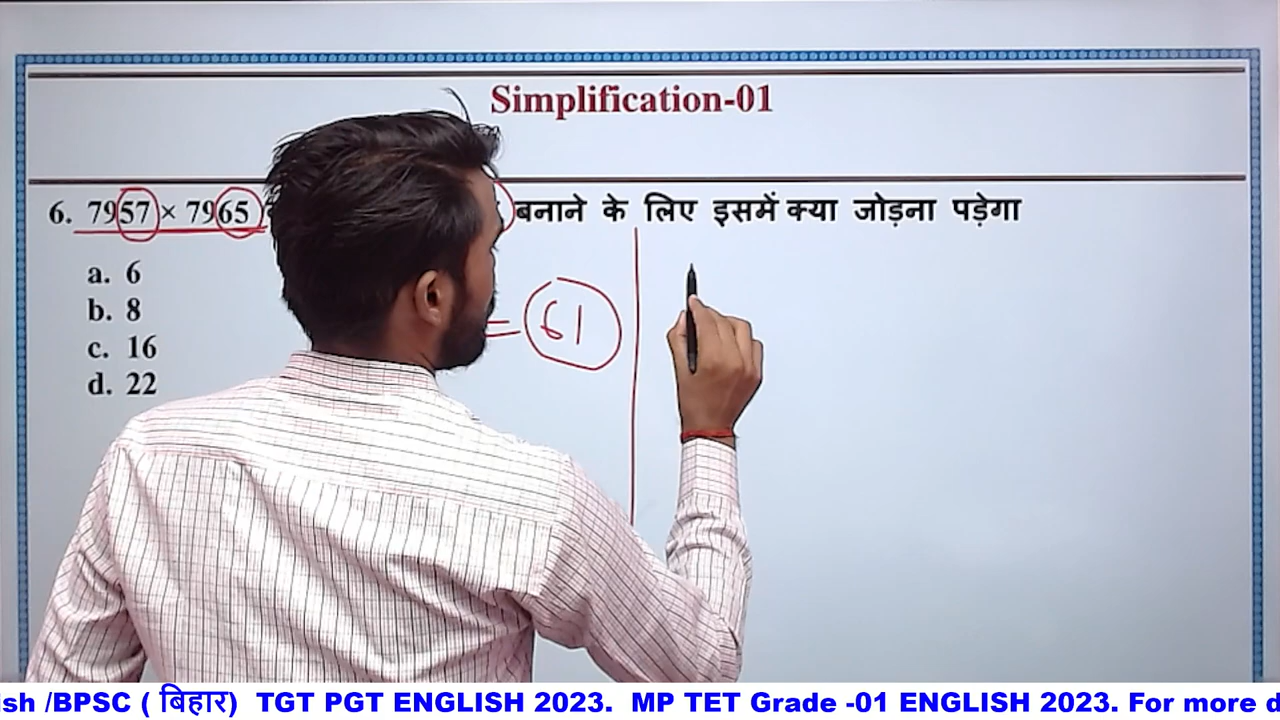 Simplification-01
6. 7957 × 7965 बनाने के लिए इसमें क्या जोड़ना पड़ेगा
a. 6
b. 8
c. 16
d. 22
= 61
/BPSC ( बिहार) TGT PGT ENGLISH 2023. MP TET Grade -01 ENGLISH 2023. For more